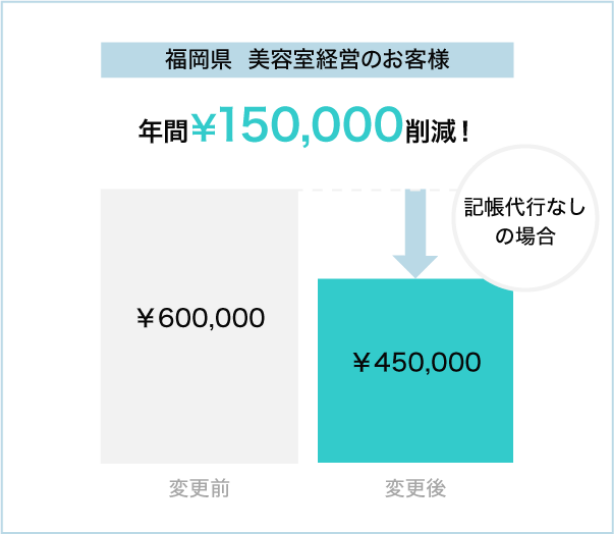 福岡県 美容室経営のお客様
年間¥150,000削減！
記帳代行なし
の場合
¥600,000
¥450,000
変更前
変更後